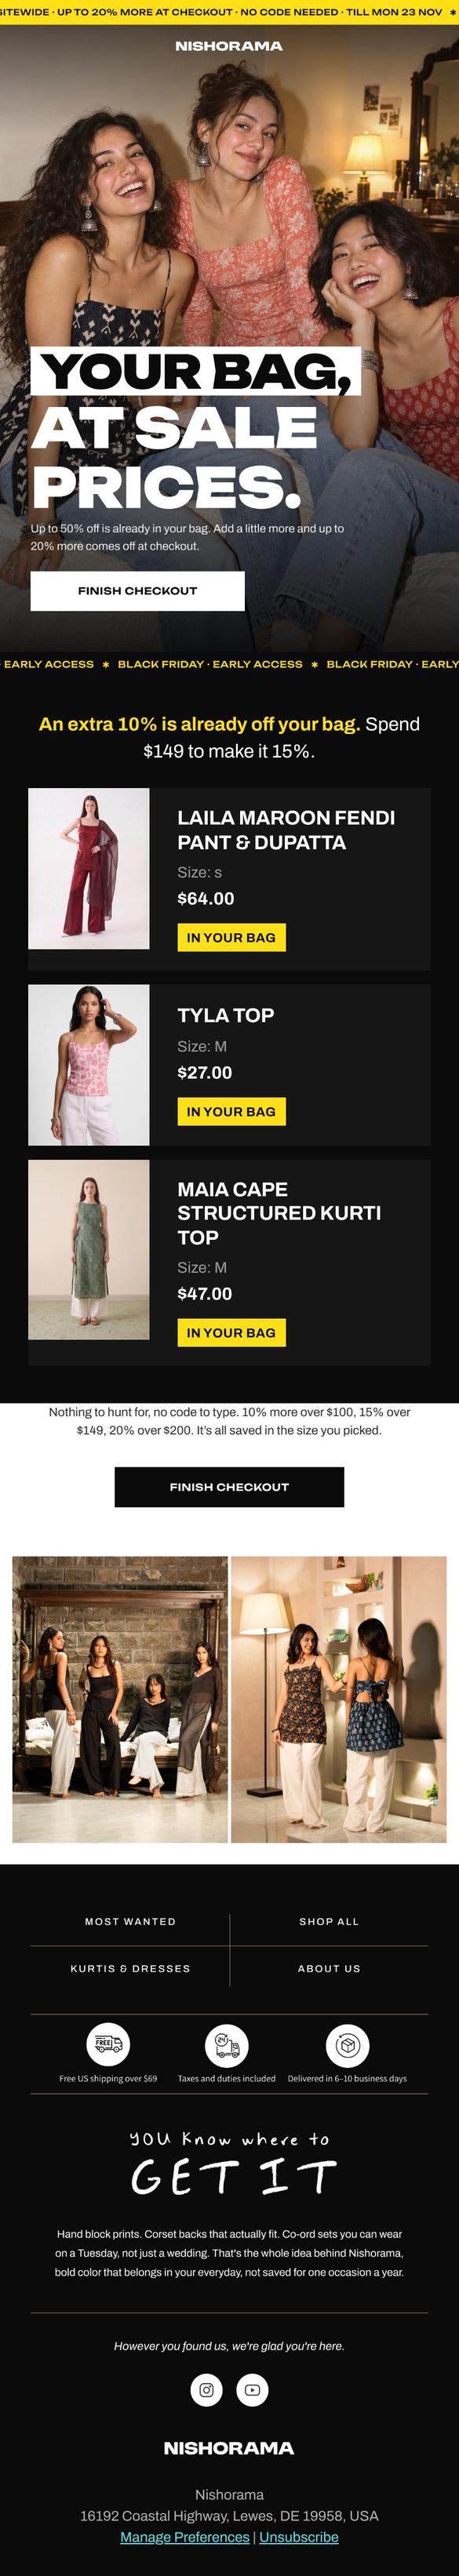 SITEWIDE · UP TO 20% MORE AT CHECKOUT · NO CODE NEEDED · TILL MON 23 NOV *
NISHORAMA
YOUR BAG,
AT SALE
PRICES.
Up to 50% off is already in your bag. Add a little more and up to
20% more comes off at checkout.
FINISH CHECKOUT
· EARLY ACCESS * BLACK FRIDAY · EARLY ACCESS * BLACK FRIDAY · EARLY
An extra 10% is already off your bag. Spend
$149 to make it 15%.
LAILA MAROON FENDI
PANT & DUPATTA
Size: s
$64.00
IN YOUR BAG
TYLA TOP
Size: M
$27.00
IN YOUR BAG
MAIA CAPE
STRUCTURED KURTI
TOP
Size: M
$47.00
IN YOUR BAG
Nothing to hunt for, no code to type. 10% more over $100, 15% over
$149, 20% over $200. It’s all saved in the size you picked.
FINISH CHECKOUT
MOST WANTED
SHOP ALL
KURTIS & DRESSES
ABOUT US
FREE
24
Free US shipping over $69
Taxes and duties included
Delivered in 6–10 business days
YOU Know where to
GET IT
Hand block prints. Corset backs that actually fit. Co-ord sets you can wear
on a Tuesday, not just a wedding. That's the whole idea behind Nishorama,
bold color that belongs in your everyday, not saved for one occasion a year.
However you found us, we're glad you're here.
NISHORAMA
Nishorama
16192 Coastal Highway, Lewes, DE 19958, USA
Manage Preferences | Unsubscribe